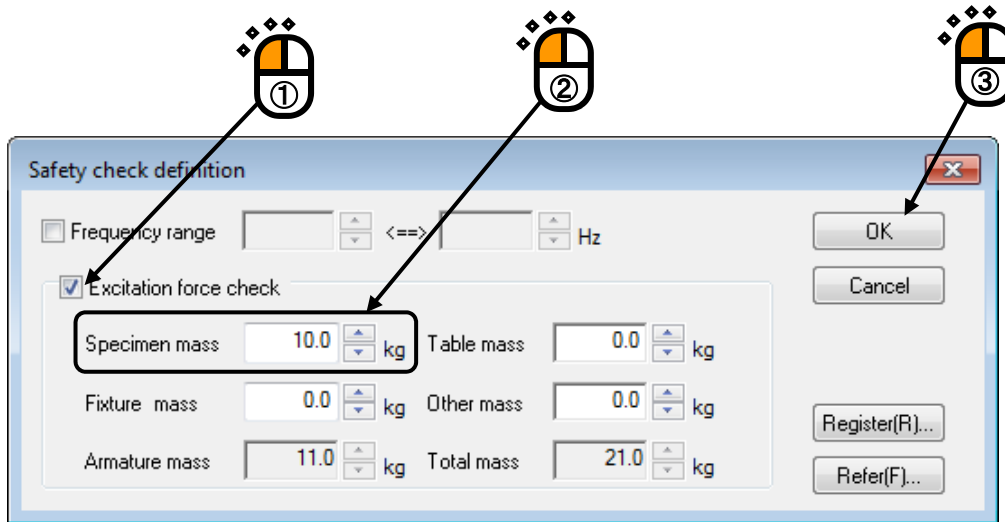 ① ② ③
Safety check definition
Frequency range <==> Hz OK
Excitation force check Cancel
Specimen mass 10.0 kg Table mass 0.0 kg
Fixture mass 0.0 kg Other mass 0.0 kg
Register(R)...
Armature mass 11.0 kg Total mass 21.0 kg
Refer(F)...